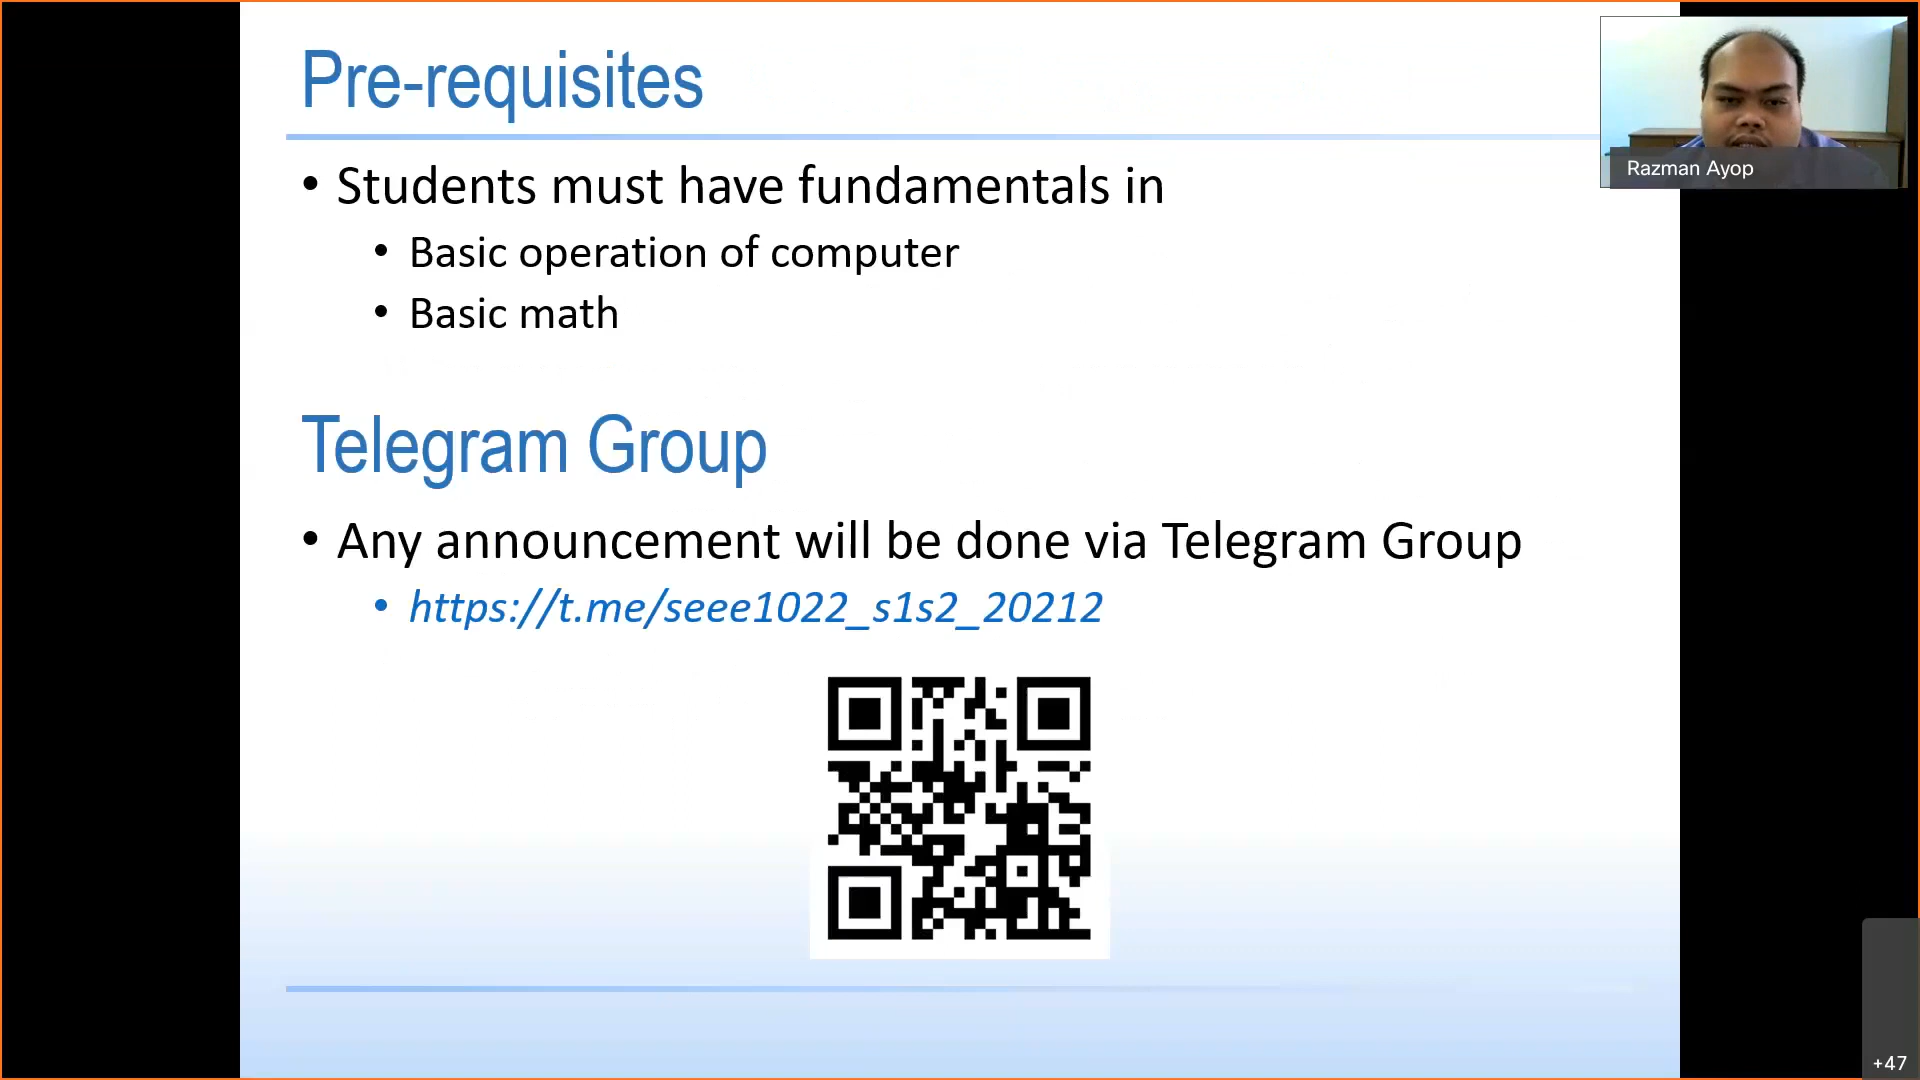 Pre-requisites
• Students must have fundamentals in
• Basic operation of computer
• Basic math
Telegram Group
• Any announcement will be done via Telegram Group
• https://t.me/seee1022_s1s2_20212
Razman Ayop
+47